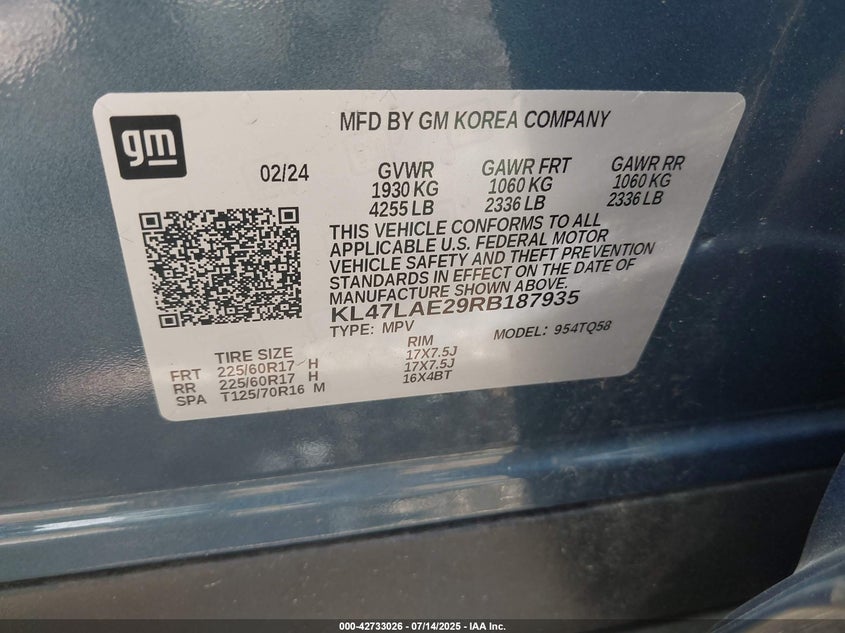 gm
MFD BY GM KOREA COMPANY
02/24
GVWR
1930 KG
4255 LB
GAWR FRT
1060 KG
2336 LB
GAWR RR
1060 KG
2336 LB
THIS VEHICLE CONFORMS TO ALL
APPLICABLE U.S. FEDERAL MOTOR
VEHICLE SAFETY AND THEFT PREVENTION
STANDARDS IN EFFECT ON THE DATE OF
MANUFACTURE SHOWN ABOVE.
KL47LAE29RB187935
TYPE: MPV MODEL: 954TQ58
TIRE SIZE RIM
FRT 225/60R17 H 17X7.5J
RR 225/60R17 H 17X7.5J
SPA T125/70R16 M 16X4BT
000-42733026 - 07/14/2025 - IAA Inc.